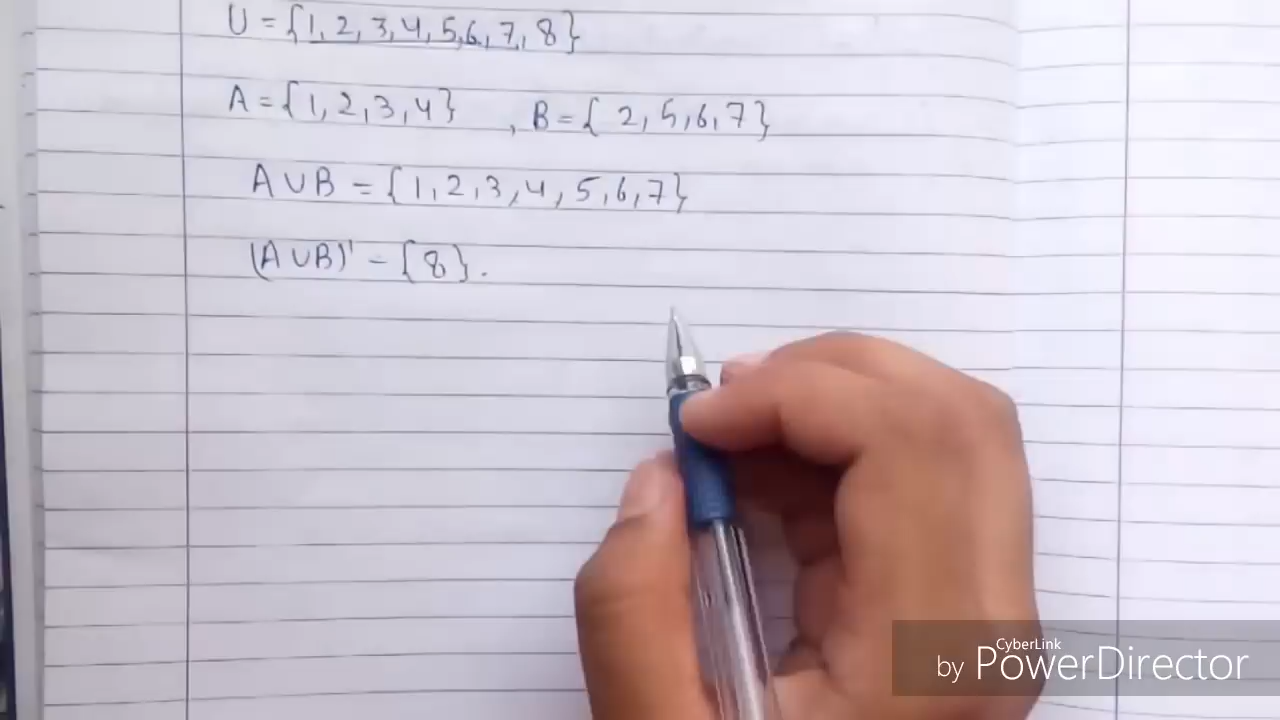 U = {1, 2, 3, 4, 5, 6, 7, 8}
A = {1, 2, 3, 4} , B = { 2, 5, 6, 7}
A ∪ B = {1, 2, 3, 4, 5, 6, 7}
(A ∪ B)' = {8}.
CyberLink
by PowerDirector